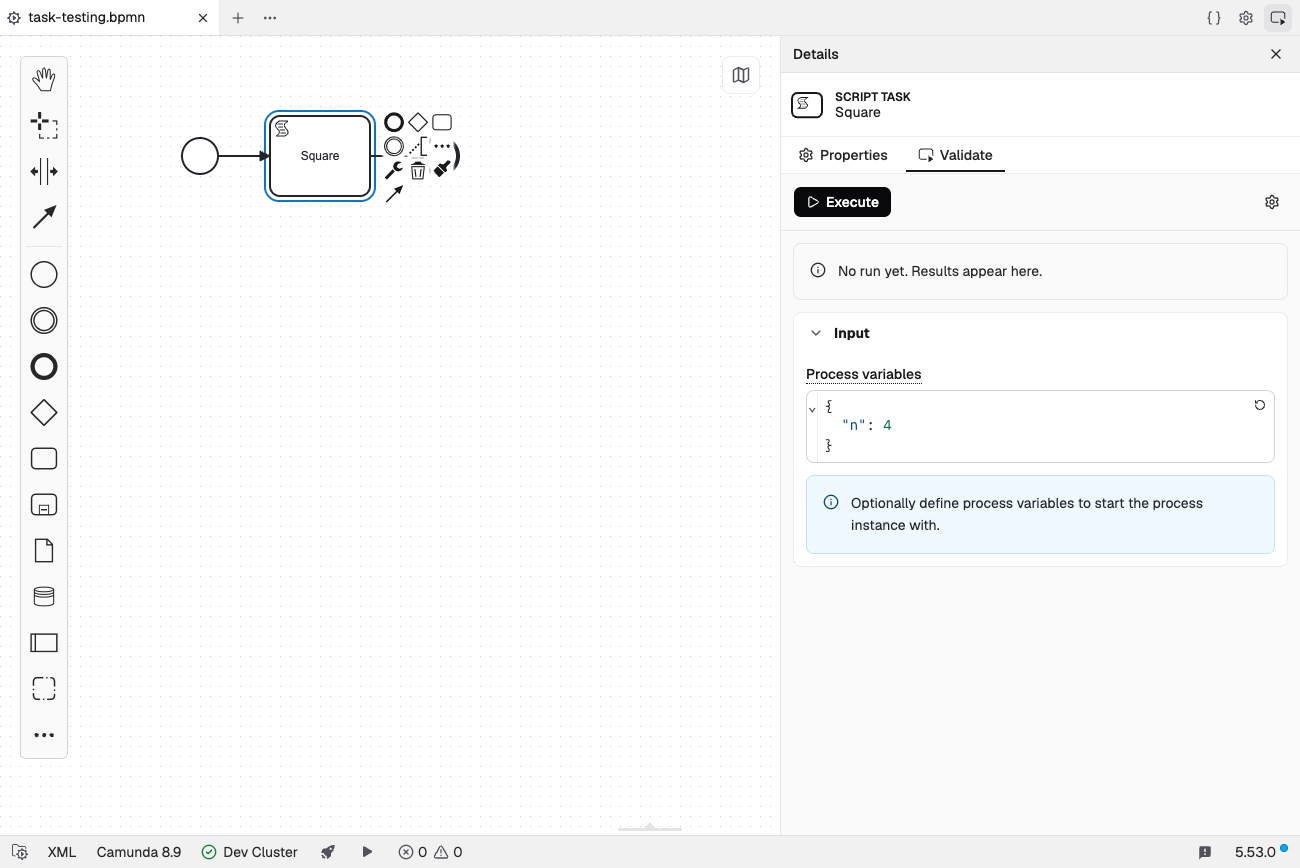 task-testing.bpmn
Details
SCRIPT TASK
Square
Square
Properties
Validate
Execute
No run yet. Results appear here.
Input
Process variables
{
"n": 4
}
Optionally define process variables to start the process
instance with.
XML
Camunda 8.9
Dev Cluster
0
0
5.53.0